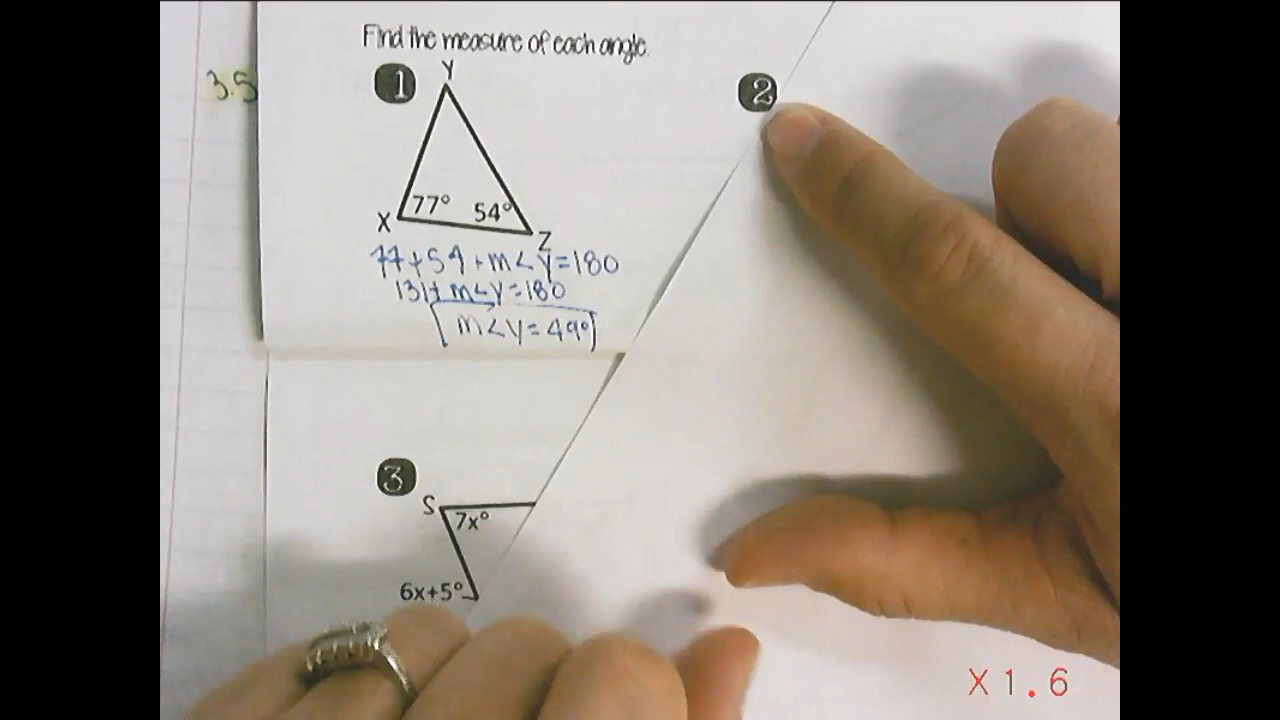 Find the measure of each angle.
3.5
1
Y
77°
54°
X
Z
77+54+m<y=180
131+m<y=180
m<y=49°
2
3
S
7x°
6x+5°
X1.6